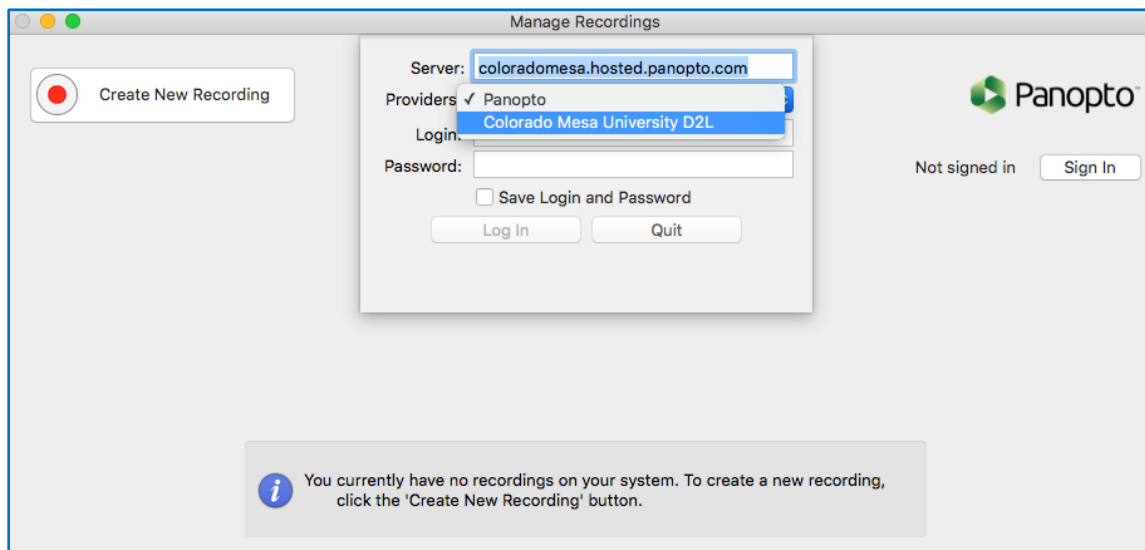 Manage Recordings
Create New Recording
Server: coloradomesa.hosted.panopto.com
Providers ✓ Panopto
Colorado Mesa University D2L
Login:
Password:
Save Login and Password
Log In
Quit
Panopto™
Not signed in
Sign In
You currently have no recordings on your system. To create a new recording,
click the 'Create New Recording' button.